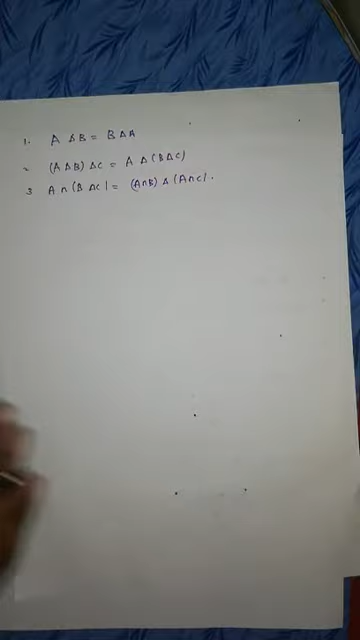 1. A Δ B = B Δ A
2. (A Δ B) Δ C = A Δ (B Δ C)
3 A ∩ (B Δ C) = (A∩B) Δ (A∩C).